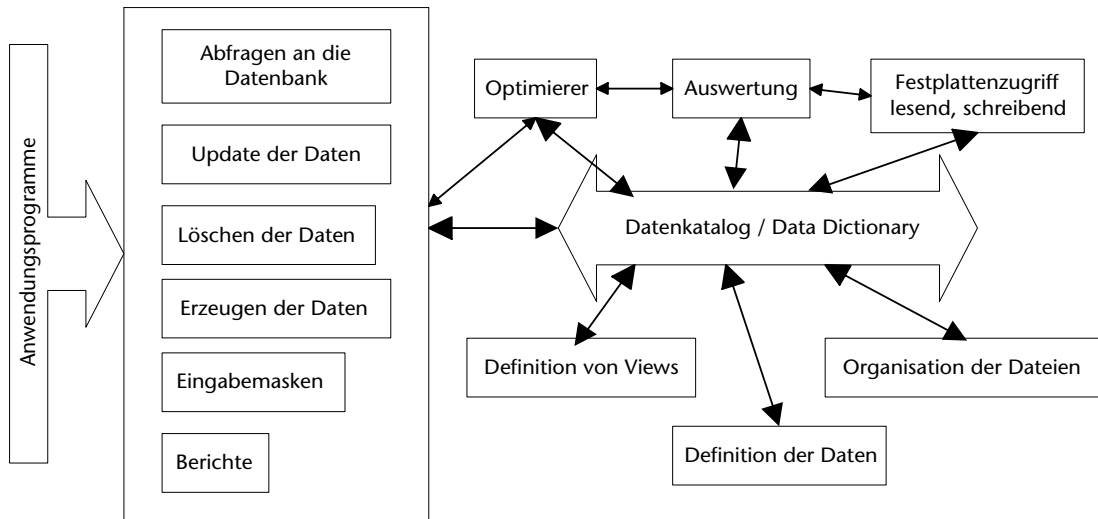 Anwendungsprogramme
Abfragen an die
Datenbank
Update der Daten
Löschen der Daten
Erzeugen der Daten
Eingabemasken
Berichte
Optimierer
Auswertung
Festplattenzugriff
lesend, schreibend
Datenkatalog / Data Dictionary
Definition von Views
Organisation der Dateien
Definition der Daten